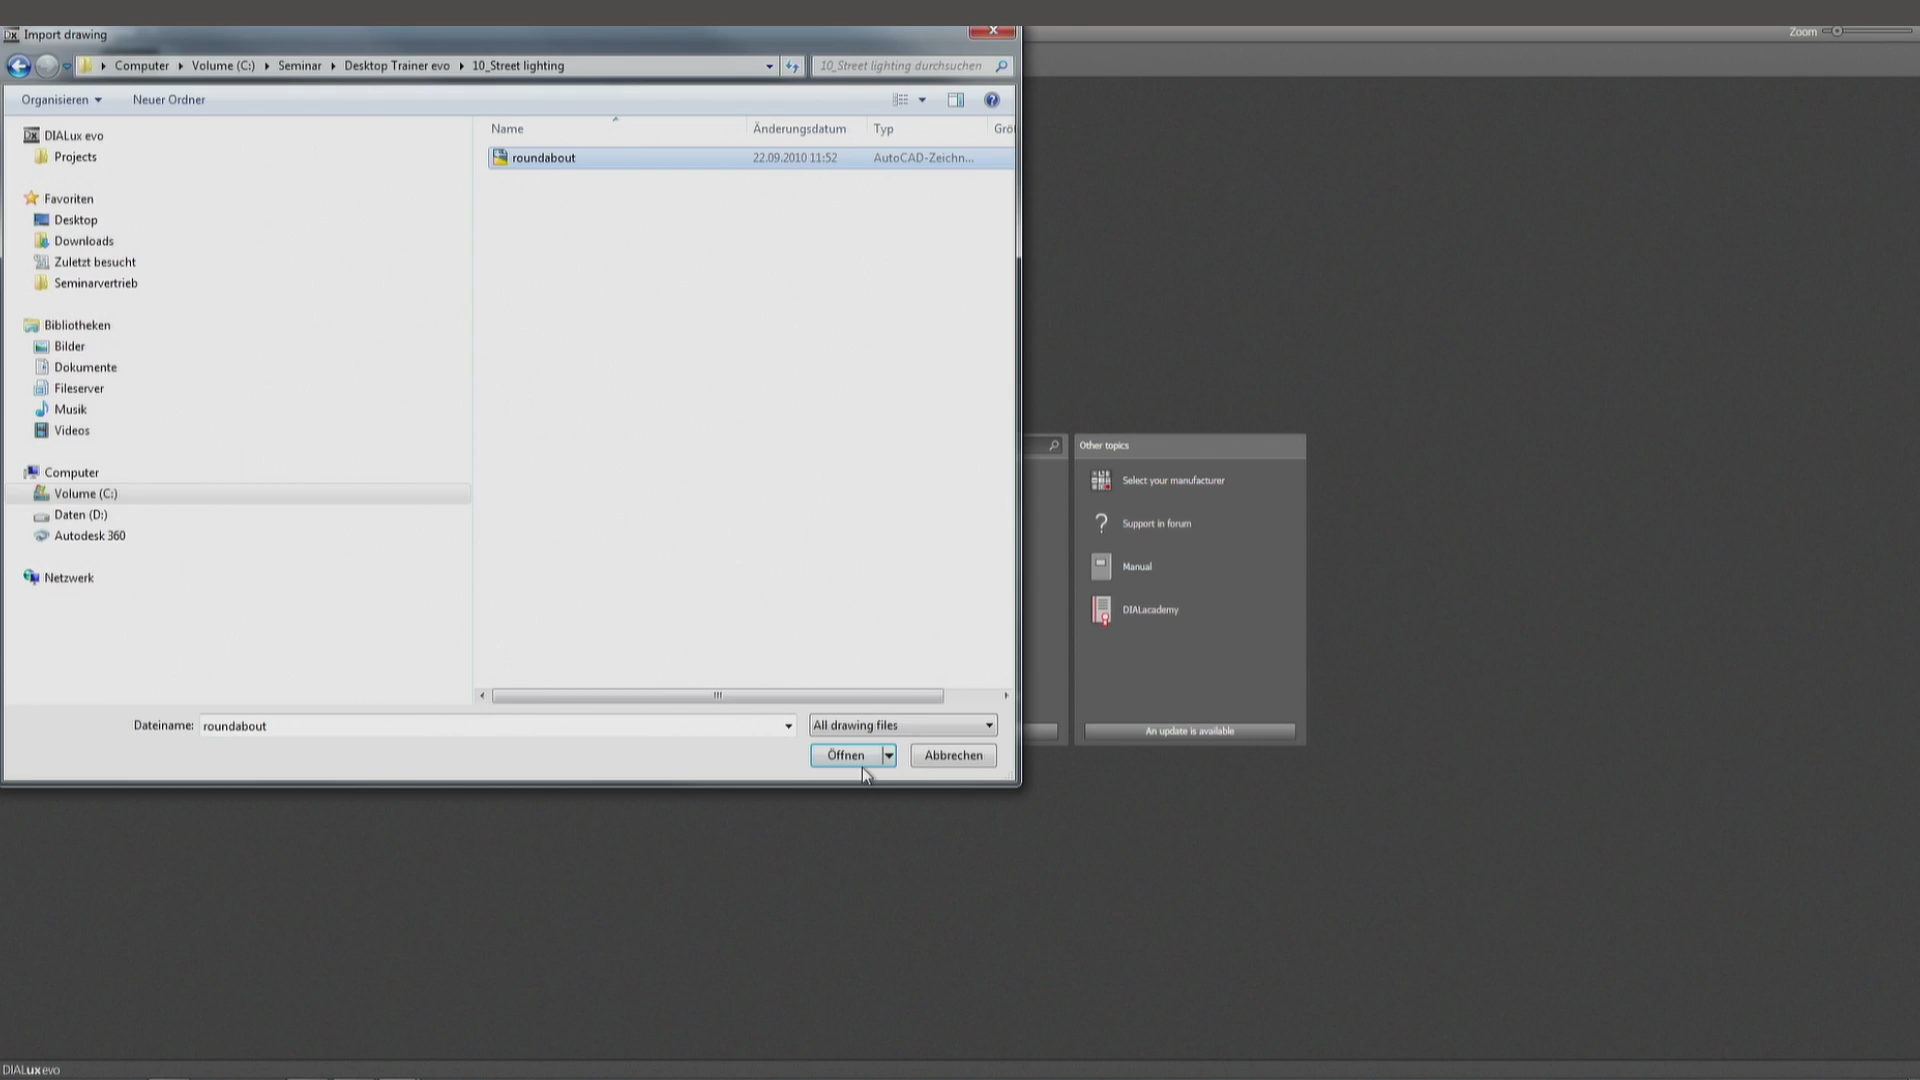 Import drawing
Zoom
Computer
Volume (C:)
Seminar
Desktop Trainer evo
10_Street lighting
10_Street lighting durchsuchen
Organisieren
Neuer Ordner
DIALux evo
Projects
Favoriten
Desktop
Downloads
Zuletzt besucht
Seminarvertrieb
Bibliotheken
Bilder
Dokumente
Fileserver
Musik
Videos
Computer
Volume (C:)
Daten (D:)
Autodesk 360
Netzwerk
Name
Änderungsdatum
Typ
Grö
roundabout
22.09.2010 11:52
AutoCAD-Zeichn...
Dateiname:
roundabout
All drawing files
Öffnen
Abbrechen
Other topics
Select your manufacturer
Support in forum
Manual
DIALacademy
An update is available
DIALux evo